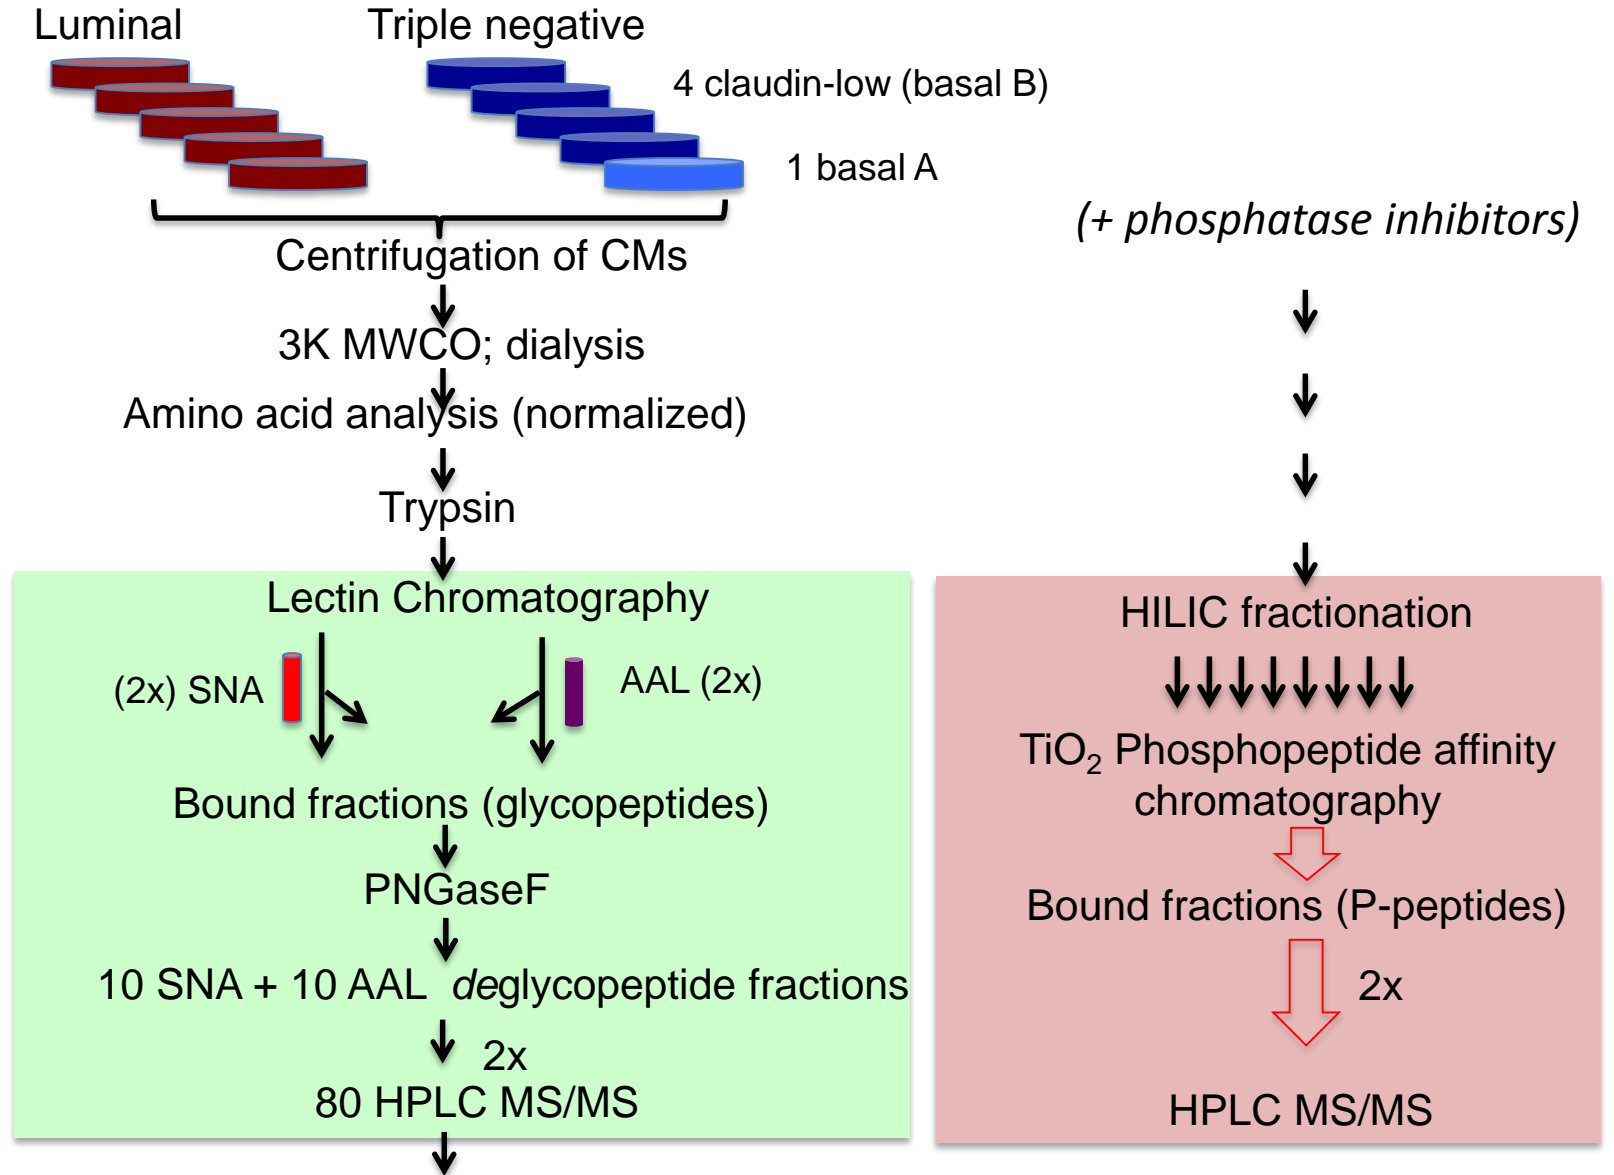 Luminal
Triple negative
4 claudin-low (basal B)
1 basal A
(+ phosphatase inhibitors)
Centrifugation of CMs
3K MWCO; dialysis
Amino acid analysis (normalized)
Trypsin
Lectin Chromatography
(2x) SNA
AAL (2x)
Bound fractions (glycopeptides)
PNGaseF
10 SNA + 10 AAL deglycopeptide fractions
2x
80 HPLC MS/MS
HILIC fractionation
TiO₂ Phosphopeptide affinity
chromatography
Bound fractions (P-peptides)
2x
HPLC MS/MS